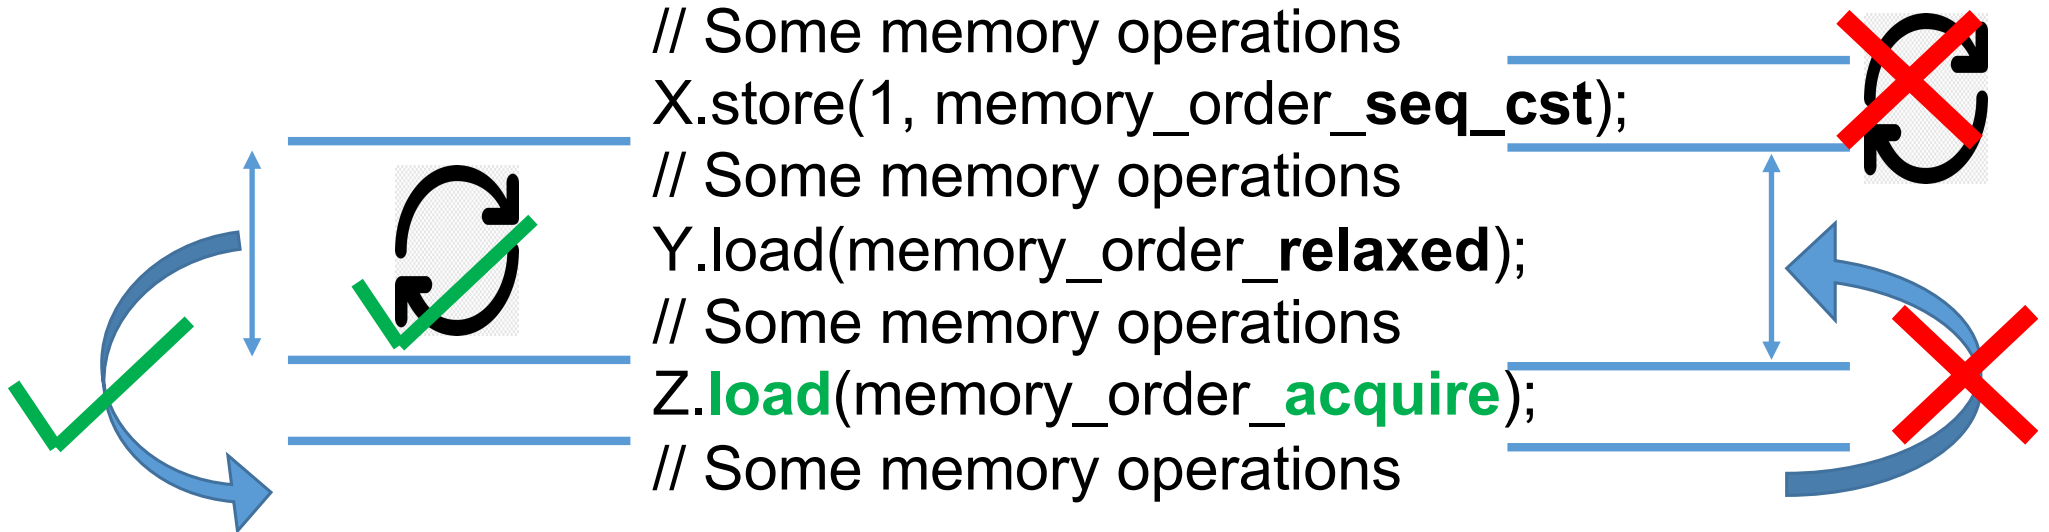 // Some memory operations
X.store(1, memory_order_seq_cst);
// Some memory operations
Y.load(memory_order_relaxed);
// Some memory operations
Z.load(memory_order_acquire);
// Some memory operations